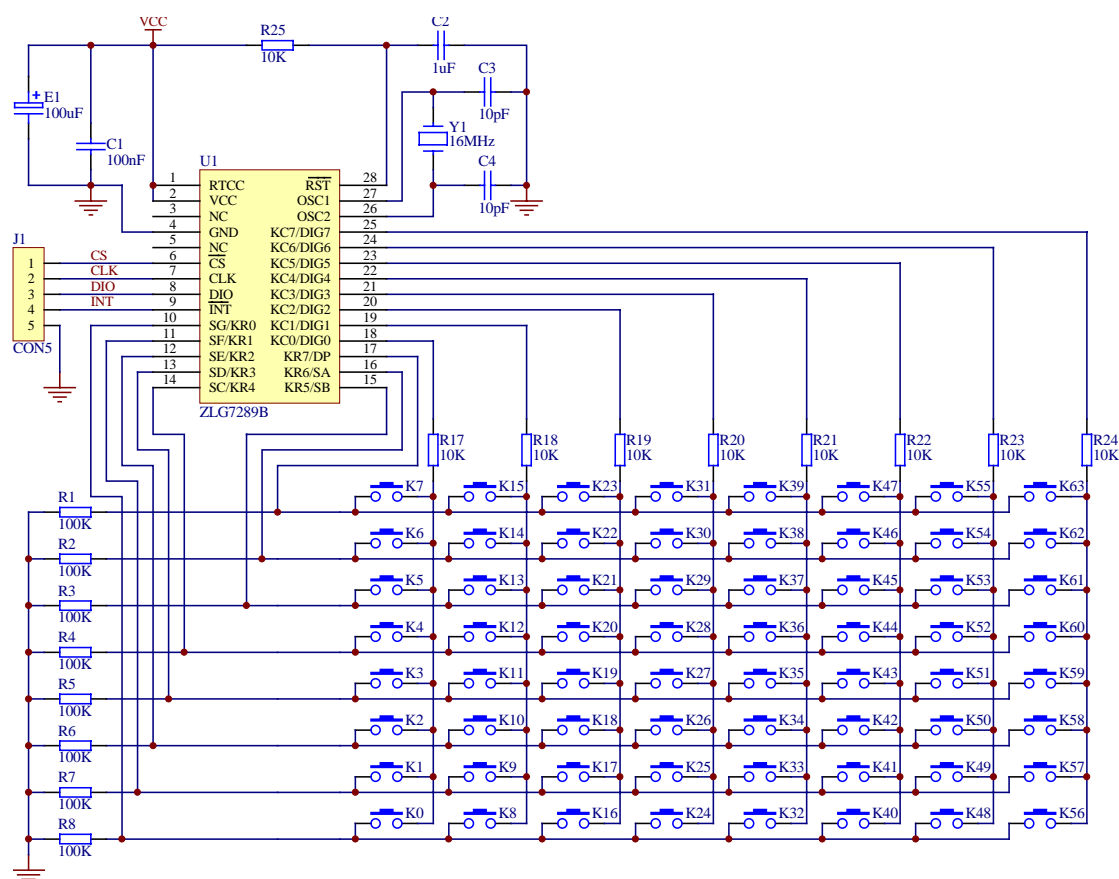 VCC
R25
10K
C2
1uF
C3
10pF
E1
+
100uF
C1
100nF
Y1
16MHz
C4
10pF
U1
1 RTCC RST 28
2 VCC OSC1 27
3 NC OSC2 26
4 GND KC7/DIG7 25
5 NC KC6/DIG6 24
6 CS KC5/DIG5 23
7 CLK KC4/DIG4 22
8 DIO KC3/DIG3 21
9 INT KC2/DIG2 20
10 SG/KR0 KC1/DIG1 19
11 SF/KR1 KC0/DIG0 18
12 SE/KR2 KR7/DP 17
13 SD/KR3 KR6/SA 16
14 SC/KR4 KR5/SB 15
ZLG7289B
J1
1 CS
2 CLK
3 DIO
4 INT
5
CON5
R17 R18 R19 R20 R21 R22 R23 R24
10K 10K 10K 10K 10K 10K 10K 10K
R1 K7 K15 K23 K31 K39 K47 K55 K63
100K
R2 K6 K14 K22 K30 K38 K46 K54 K62
100K
R3 K5 K13 K21 K29 K37 K45 K53 K61
100K
R4 K4 K12 K20 K28 K36 K44 K52 K60
100K
R5 K3 K11 K19 K27 K35 K43 K51 K59
100K
R6 K2 K10 K18 K26 K34 K42 K50 K58
100K
R7 K1 K9 K17 K25 K33 K41 K49 K57
100K
R8 K0 K8 K16 K24 K32 K40 K48 K56
100K